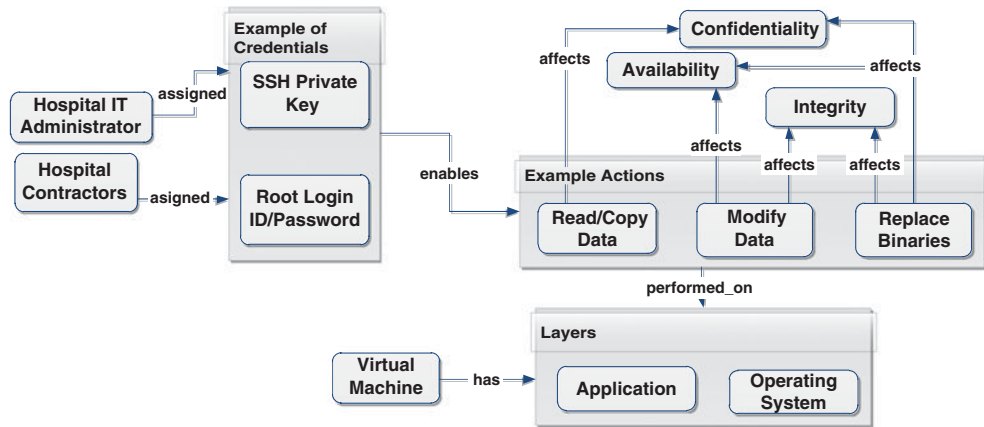 Example of
Credentials
SSH Private
Key
Root Login
ID/Password
Hospital IT
Administrator
assigned
Hospital
Contractors
asigned
enables
Confidentiality
affects
Availability
affects
Integrity
affects
affects
affects
Example Actions
Read/Copy
Data
Modify
Data
Replace
Binaries
performed_on
Layers
Virtual
Machine
has
Application
Operating
System